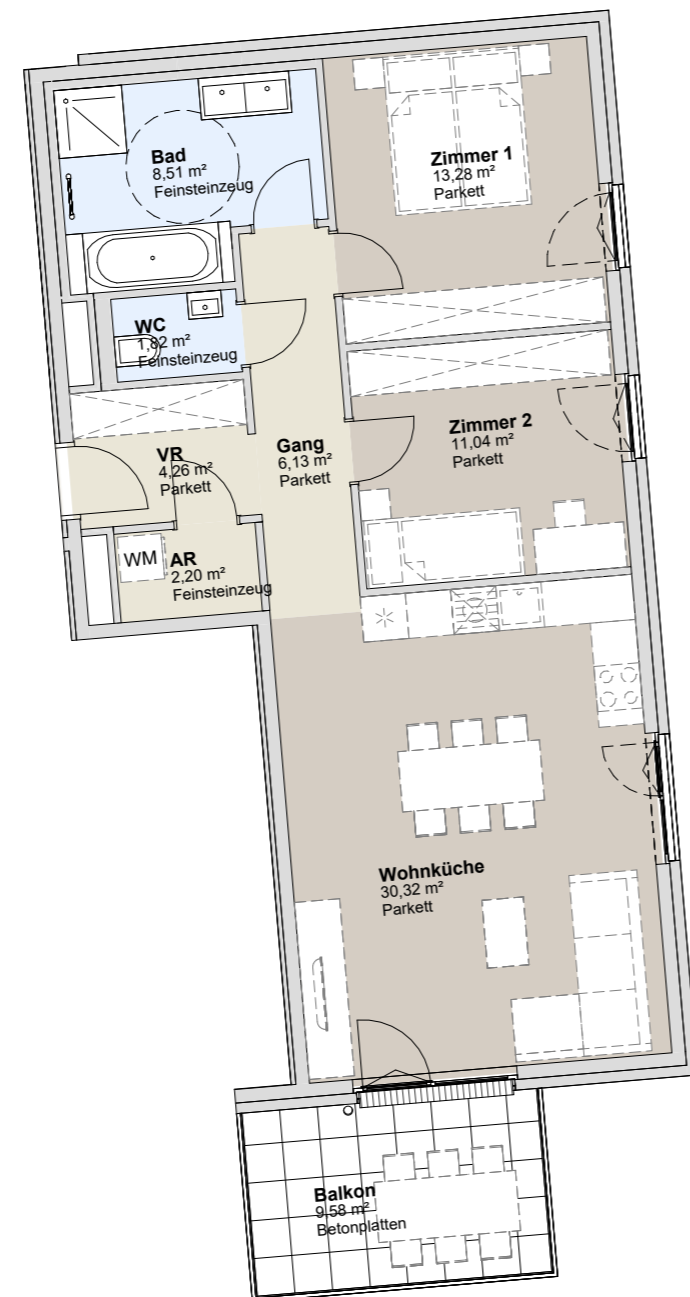 Bad
8,51 m²
Feinsteinzeug
Zimmer 1
13,28 m²
Parkett
WC
1,82 m²
Feinsteinzeug
VR
4,26 m²
Parkett
Gang
6,13 m²
Parkett
Zimmer 2
11,04 m²
Parkett
WM
AR
2,20 m²
Feinsteinzeug
Wohnküche
30,32 m²
Parkett
Balkon
9,58 m²
Betonplatten